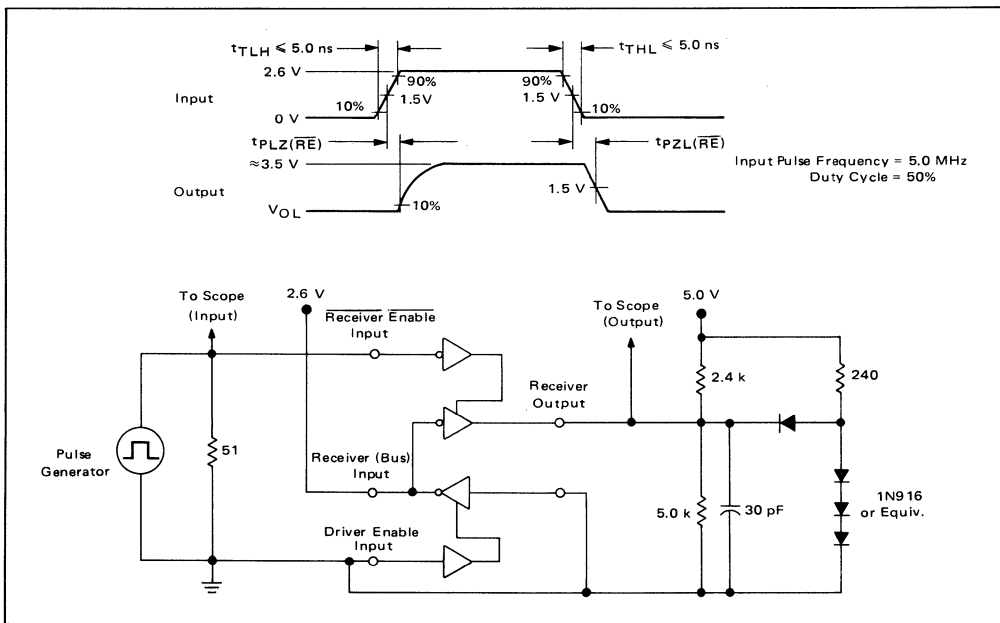 tTLH ≤ 5.0 ns
tTHL ≤ 5.0 ns
2.6 V
90%
90%
Input
1.5 V
1.5 V
10%
10%
0 V
tPLZ(R̅E̅)
tPZL(R̅E̅)
≈3.5 V
Input Pulse Frequency = 5.0 MHz
Duty Cycle = 50%
Output
1.5 V
VOL
10%
To Scope
(Input)
2.6 V
Receiver Enable
Input
To Scope
(Output)
5.0 V
2.4 k
240
Receiver
Output
Pulse
Generator
51
Receiver (Bus)
Input
5.0 k
30 pF
1N916
or Equiv.
Driver Enable
Input